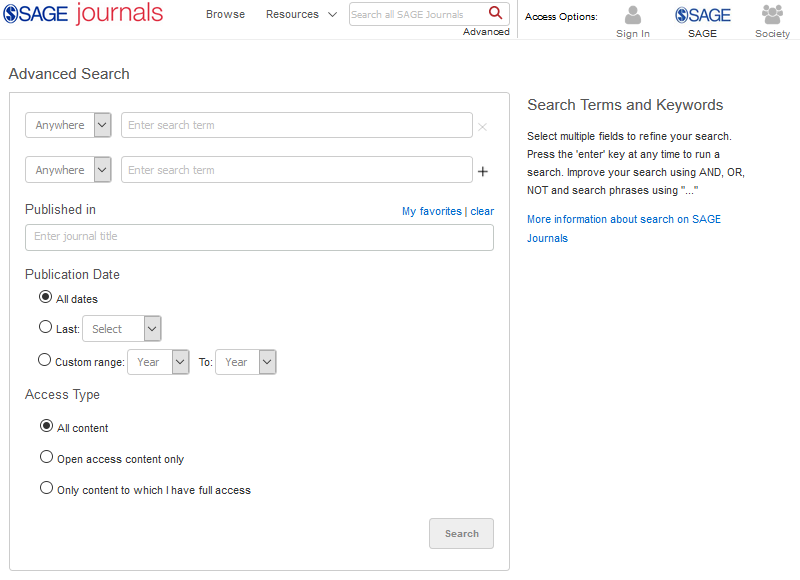 SAGE journals
Browse
Resources
Search all SAGE Journals
Advanced
Access Options:
Sign In
SAGE
SAGE
Society
Advanced Search
Anywhere
Enter search term
Anywhere
Enter search term
Published in
My favorites | clear
Enter journal title
Publication Date
All dates
Last: Select
Custom range: Year To: Year
Access Type
All content
Open access content only
Only content to which I have full access
Search
Search Terms and Keywords
Select multiple fields to refine your search.
Press the 'enter' key at any time to run a
search. Improve your search using AND, OR,
NOT and search phrases using "..."
More information about search on SAGE
Journals